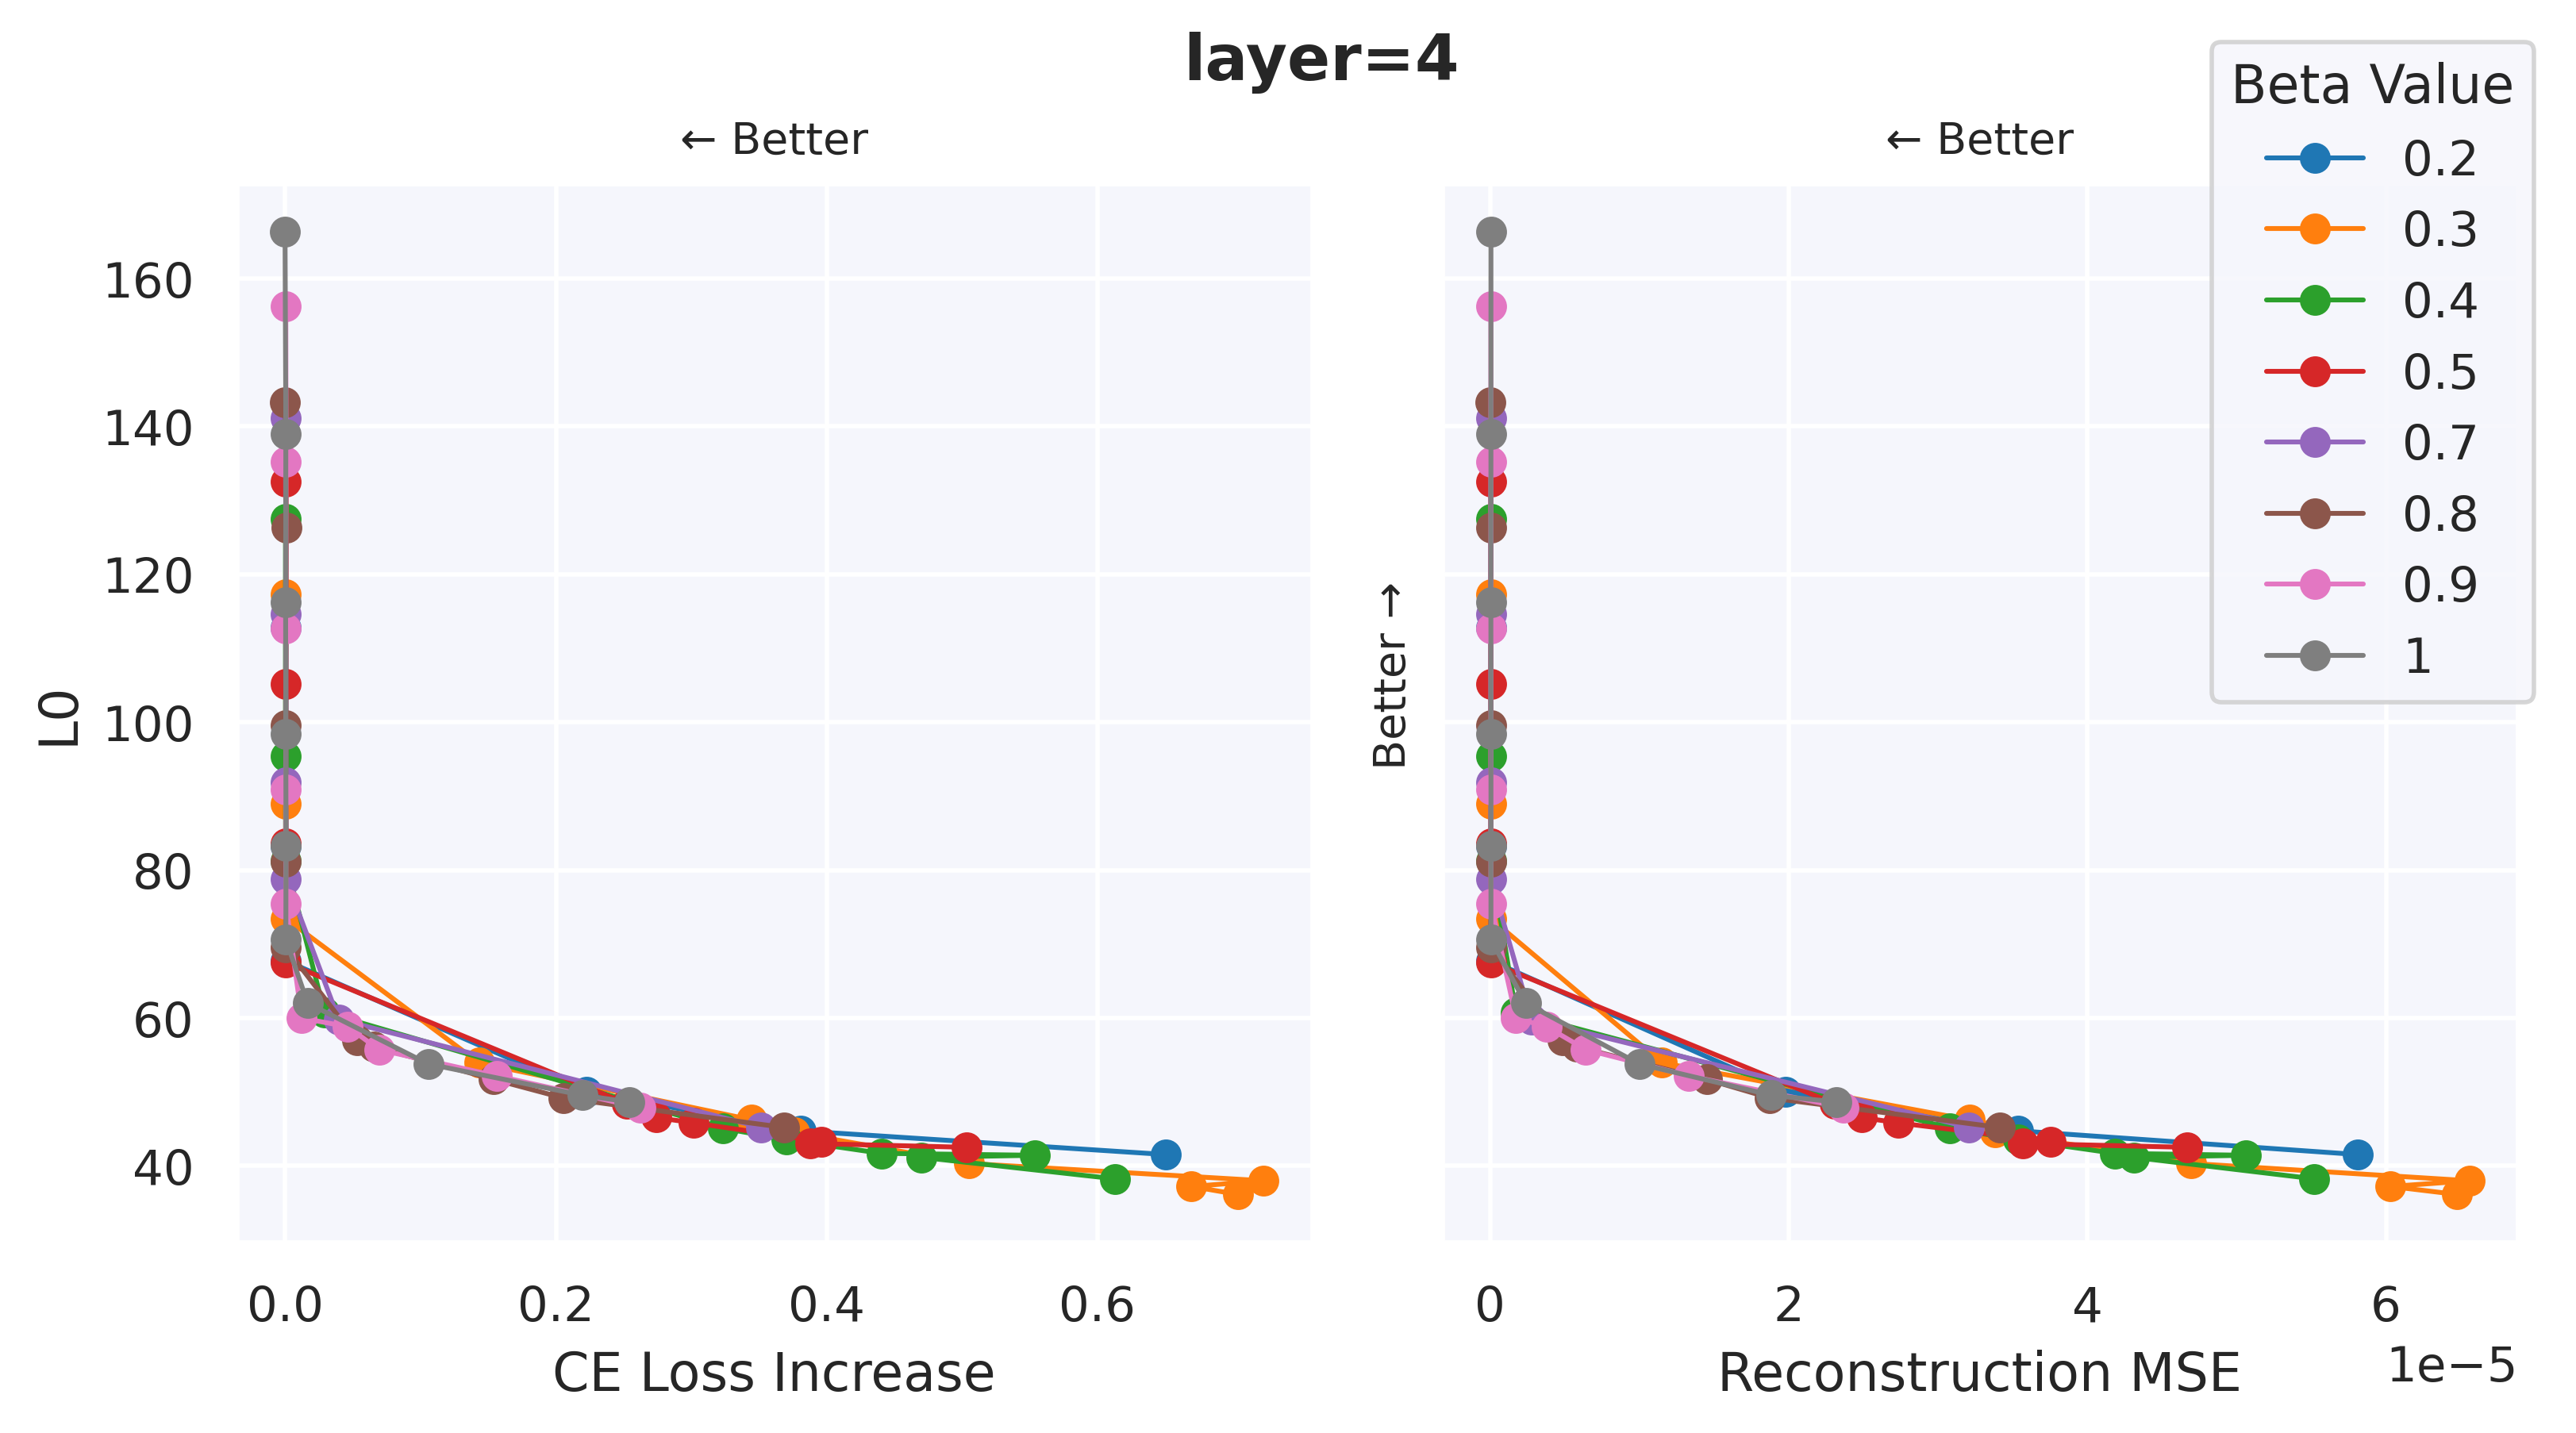 layer=4
← Better
← Better
Beta Value
0.2
0.3
0.4
0.5
0.7
0.8
0.9
1
L0
160
140
120
100
80
60
40
0.0 0.2 0.4 0.6
CE Loss Increase
Better →
0 2 4 6
1e−5
Reconstruction MSE